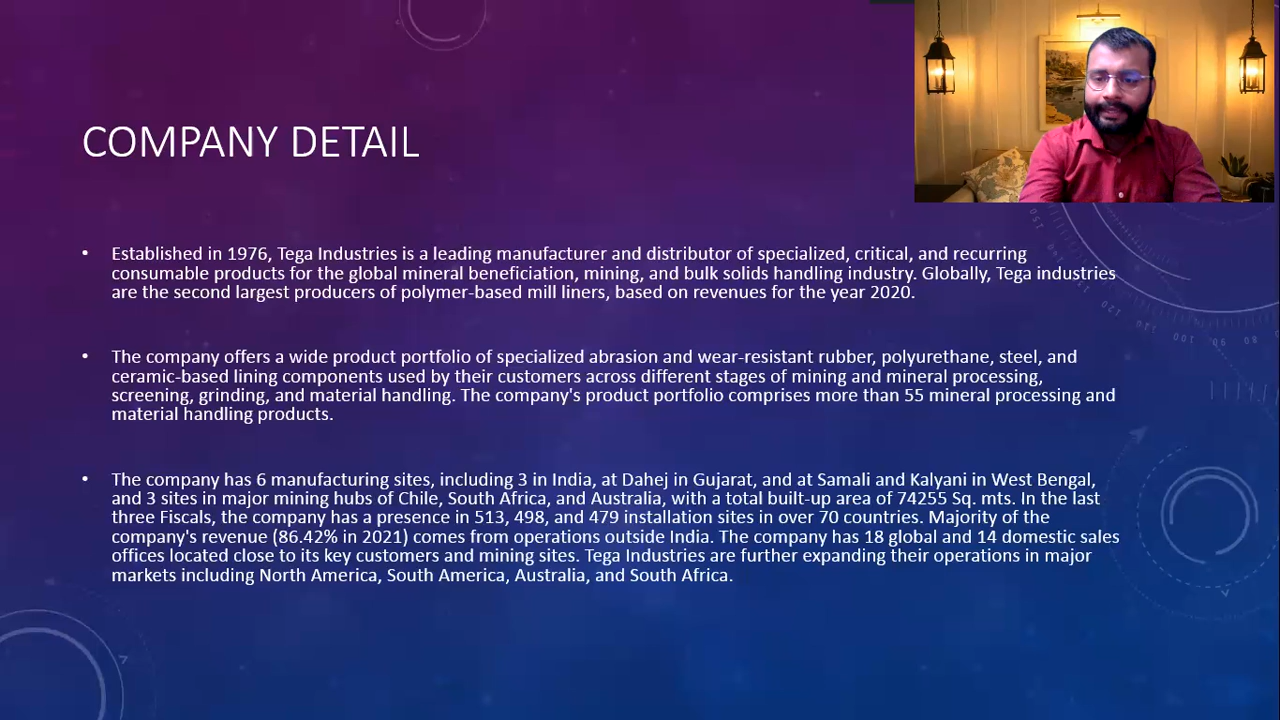 COMPANY DETAIL
• Established in 1976, Tega Industries is a leading manufacturer and distributor of specialized, critical, and recurring
consumable products for the global mineral beneficiation, mining, and bulk solids handling industry. Globally, Tega industries
are the second largest producers of polymer-based mill liners, based on revenues for the year 2020.
• The company offers a wide product portfolio of specialized abrasion and wear-resistant rubber, polyurethane, steel, and
ceramic-based lining components used by their customers across different stages of mining and mineral processing,
screening, grinding, and material handling. The company's product portfolio comprises more than 55 mineral processing and
material handling products.
• The company has 6 manufacturing sites, including 3 in India, at Dahej in Gujarat, and at Samali and Kalyani in West Bengal,
and 3 sites in major mining hubs of Chile, South Africa, and Australia, with a total built-up area of 74255 Sq. mts. In the last
three Fiscals, the company has a presence in 513, 498, and 479 installation sites in over 70 countries. Majority of the
company's revenue (86.42% in 2021) comes from operations outside India. The company has 18 global and 14 domestic sales
offices located close to its key customers and mining sites. Tega Industries are further expanding their operations in major
markets including North America, South America, Australia, and South Africa.